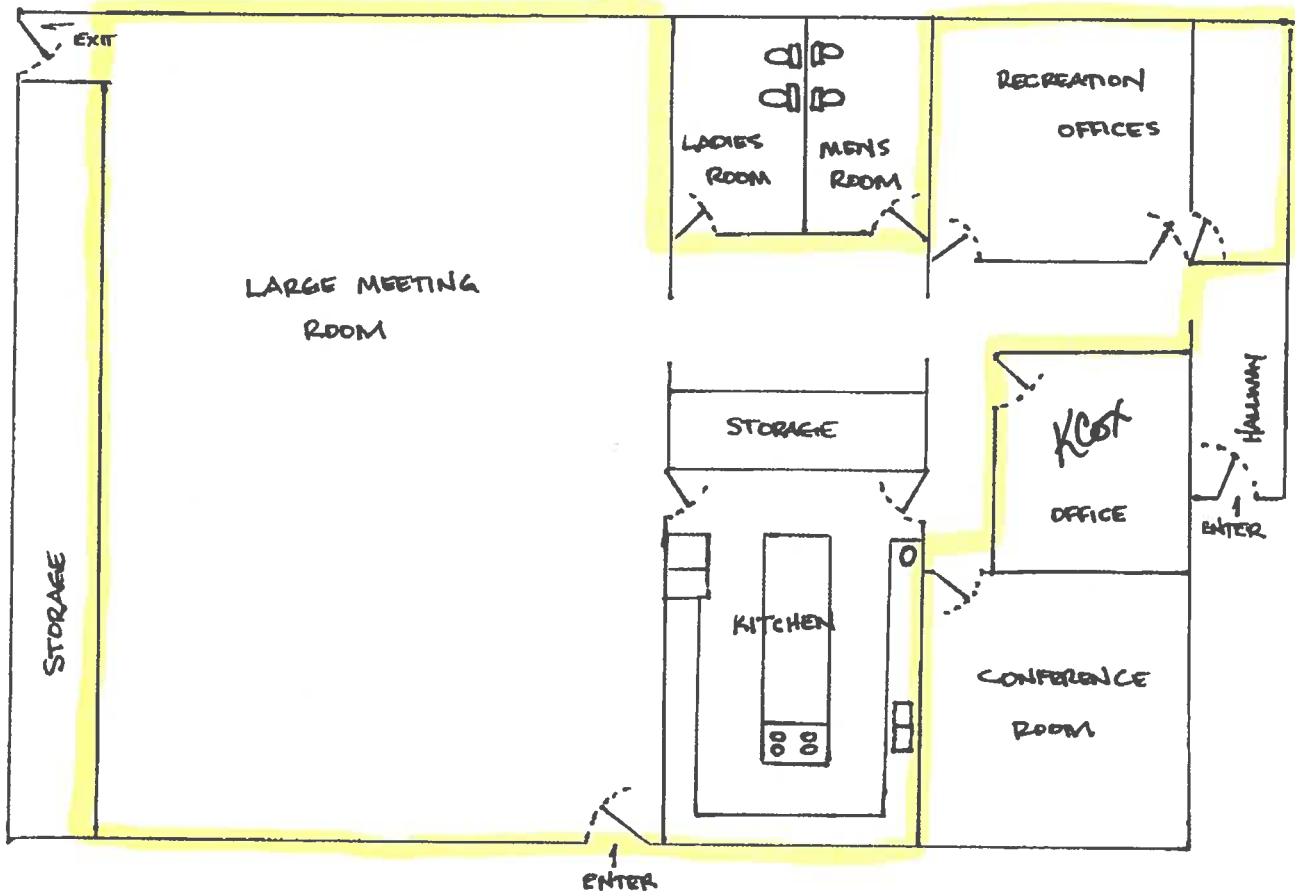 EXIT
RECREATION
OFFICES
LADIES
ROOM
MENS
ROOM
LARGE MEETING
ROOM
STORAGE
KCOX
OFFICE
HALLWAY
ENTER
STORAGE
KITCHEN
CONFERENCE
ROOM
ENTER